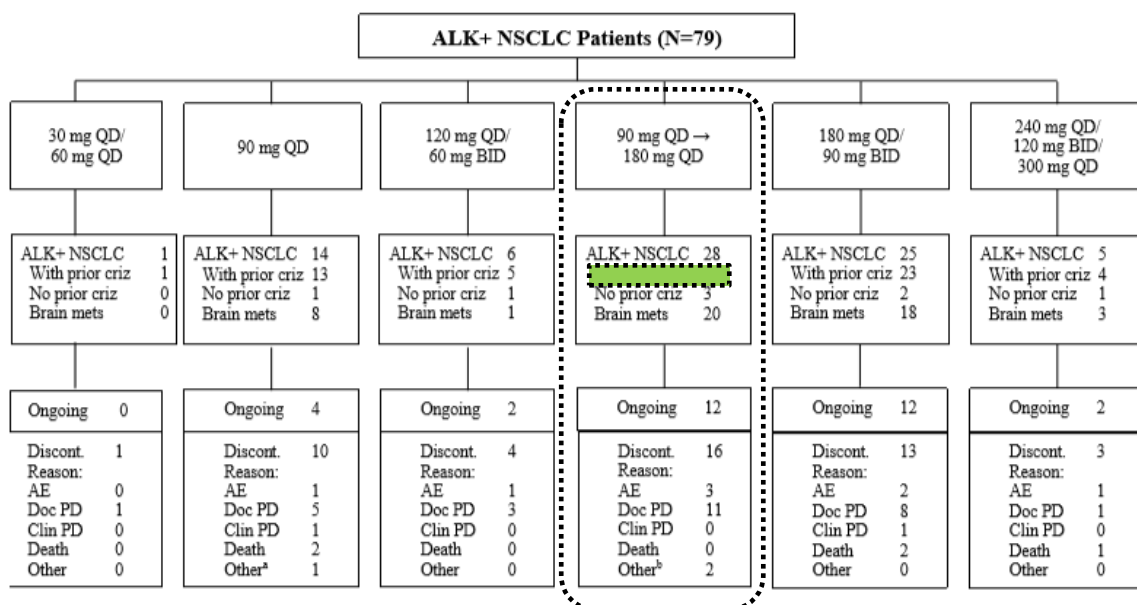 ALK+ NSCLC Patients (N=79)
30 mg QD/
60 mg QD
90 mg QD
120 mg QD/
60 mg BID
90 mg QD →
180 mg QD
180 mg QD/
90 mg BID
240 mg QD/
120 mg BID/
300 mg QD
ALK+ NSCLC 1
With prior criz 1
No prior criz 0
Brain mets 0
ALK+ NSCLC 14
With prior criz 13
No prior criz 1
Brain mets 8
ALK+ NSCLC 6
With prior criz 5
No prior criz 1
Brain mets 1
ALK+ NSCLC 28
No prior criz 3
Brain mets 20
ALK+ NSCLC 25
With prior criz 23
No prior criz 2
Brain mets 18
ALK+ NSCLC 5
With prior criz 4
No prior criz 1
Brain mets 3
Ongoing 0
Discont. 1
Reason:
AE 0
Doc PD 1
Clin PD 0
Death 0
Other 0
Ongoing 4
Discont. 10
Reason:
AE 1
Doc PD 5
Clin PD 1
Death 2
Otherᵃ 1
Ongoing 2
Discont. 4
Reason:
AE 1
Doc PD 3
Clin PD 0
Death 0
Other 0
Ongoing 12
Discont. 16
Reason:
AE 3
Doc PD 11
Clin PD 0
Death 0
Otherᵇ 2
Ongoing 12
Discont. 13
Reason:
AE 2
Doc PD 8
Clin PD 1
Death 2
Other 0
Ongoing 2
Discont. 3
Reason:
AE 1
Doc PD 1
Clin PD 0
Death 1
Other 0